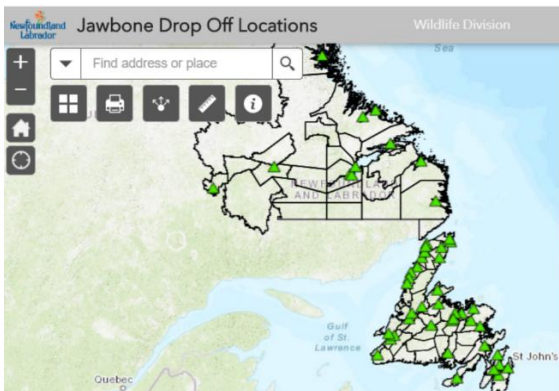 Newfoundland
Labrador
Jawbone Drop Off Locations
Wildlife Division
Sea
+
Find address or place
−
i
NEWFOUNDLAND
AND LABRADOR
Gulf
of St.
Lawrence
St John's
Quebec